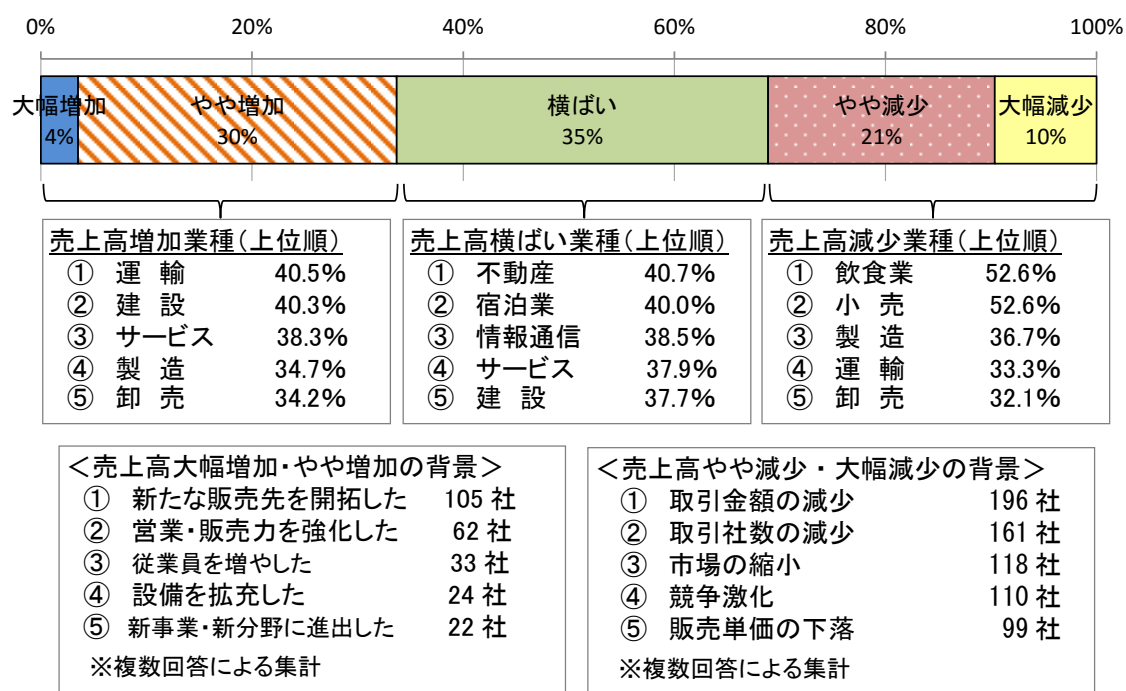 0% 20% 40% 60% 80% 100%
大幅増加 やや増加 横ばい やや減少 大幅減少
4% 30% 35% 21% 10%
売上高増加業種(上位順)
① 運 輸 40.5%
② 建 設 40.3%
③ サービス 38.3%
④ 製 造 34.7%
⑤ 卸 売 34.2%
売上高横ばい業種(上位順)
① 不動産 40.7%
② 宿泊業 40.0%
③ 情報通信 38.5%
④ サービス 37.9%
⑤ 建 設 37.7%
売上高減少業種(上位順)
① 飲食業 52.6%
② 小 売 52.6%
③ 製 造 36.7%
④ 運 輸 33.3%
⑤ 卸 売 32.1%
<売上高大幅増加・やや増加の背景>
① 新たな販売先を開拓した 105 社
② 営業・販売力を強化した 62 社
③ 従業員を増やした 33 社
④ 設備を拡充した 24 社
⑤ 新事業・新分野に進出した 22 社
※複数回答による集計
<売上高やや減少・大幅減少の背景>
① 取引金額の減少 196 社
② 取引社数の減少 161 社
③ 市場の縮小 118 社
④ 競争激化 110 社
⑤ 販売単価の下落 99 社
※複数回答による集計